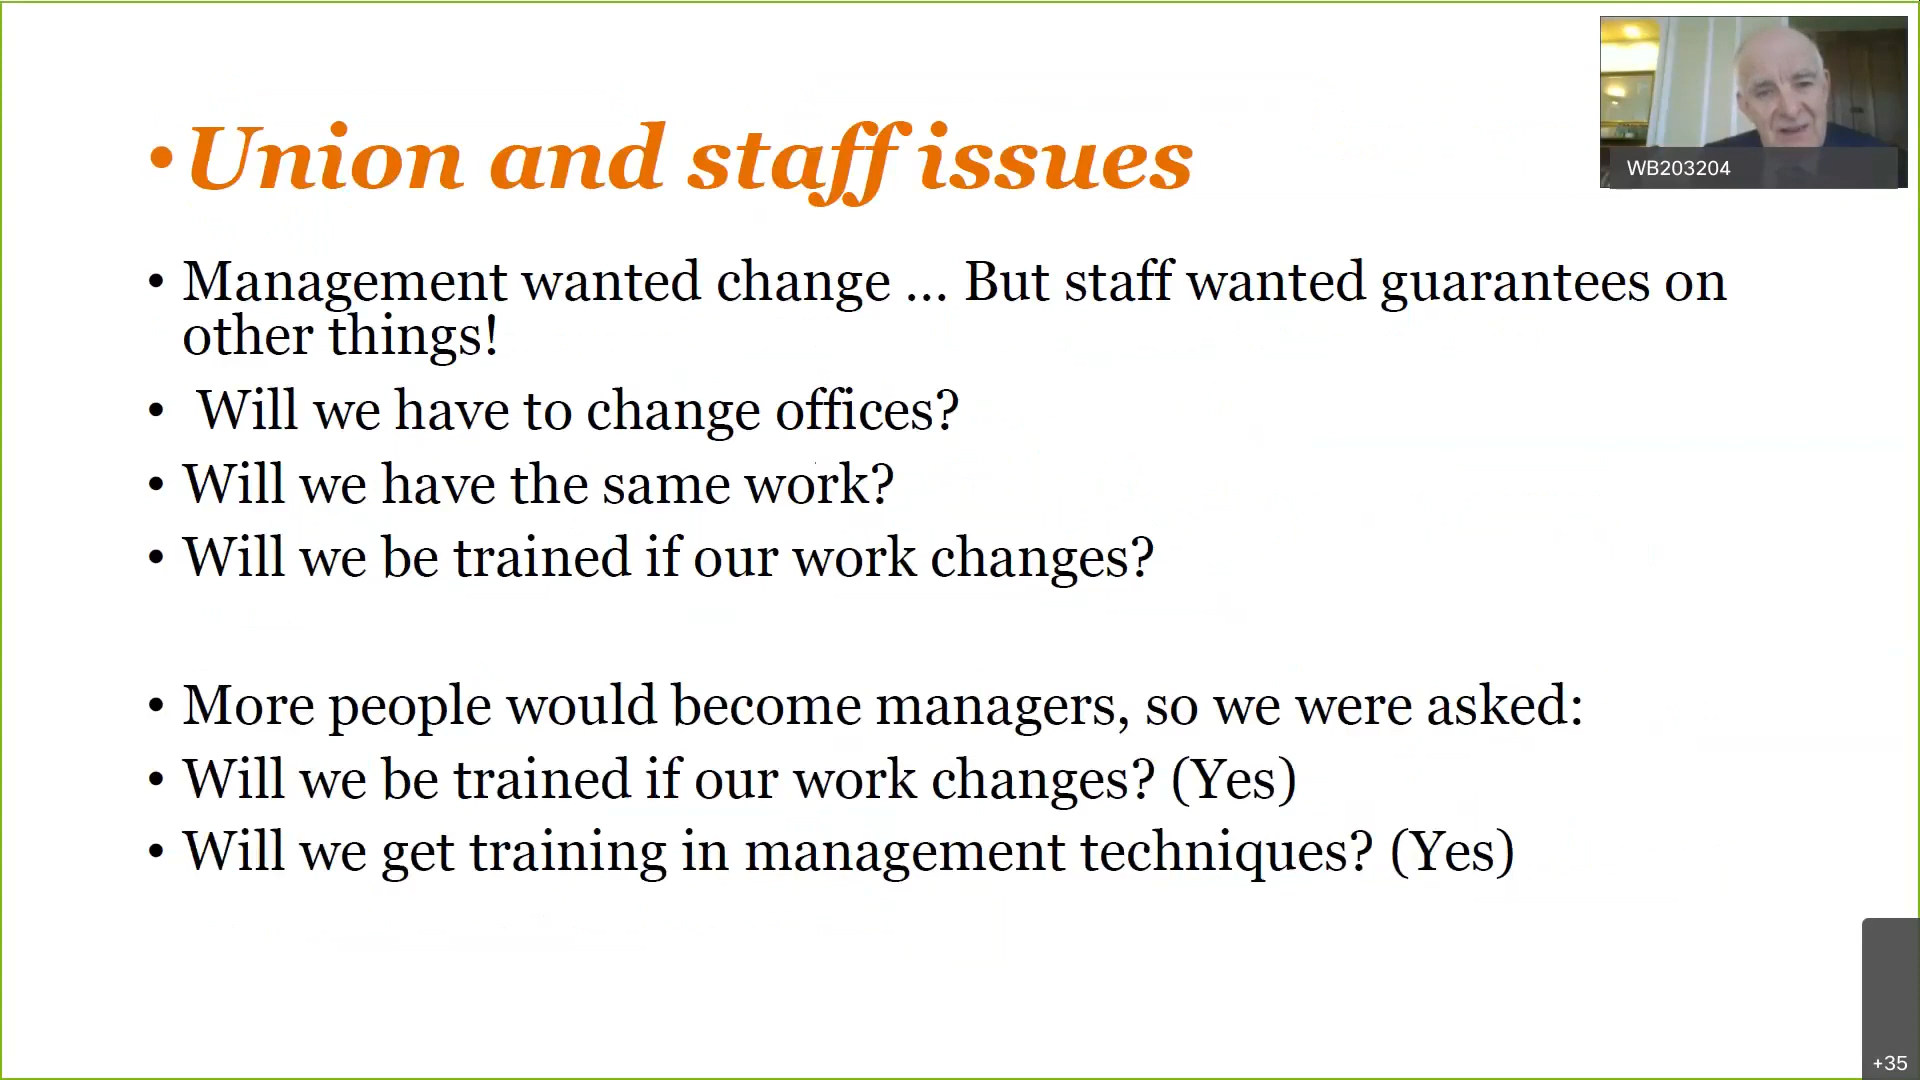 •Union and staff issues
• Management wanted change ... But staff wanted guarantees on
other things!
• Will we have to change offices?
• Will we have the same work?
• Will we be trained if our work changes?
• More people would become managers, so we were asked:
• Will we be trained if our work changes? (Yes)
• Will we get training in management techniques? (Yes)
WB203204
+35